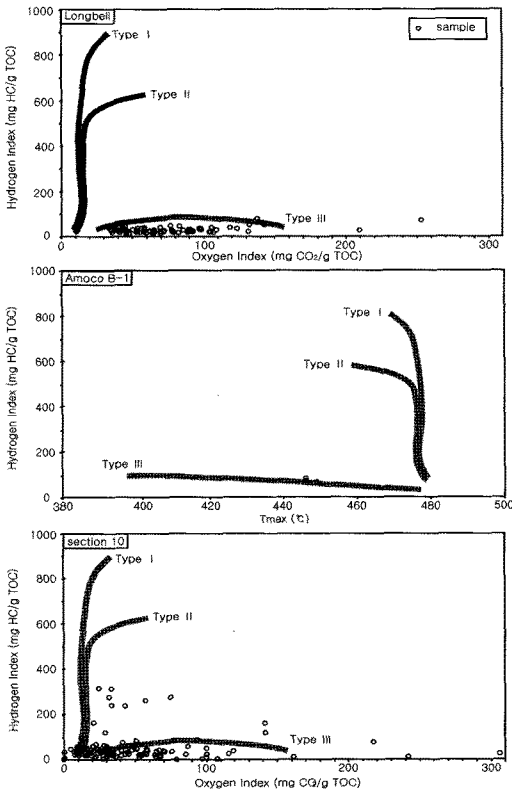 Longbell
sample
Type I
Type II
Type III
Hydrogen Index (mg HC/g TOC)
1000
800
600
400
200
0
0 100 200 300
Oxygen Index (mg CO₂/g TOC)
Amoco B-1
Type I
Type II
Type III
Hydrogen Index (mg HC/g TOC)
1000
800
600
400
200
0
380 400 420 440 460 480 500
Tmax (℃)
section 10
Type I
Type II
Type III
Hydrogen Index (mg HC/g TOC)
1000
800
600
400
200
0
0 100 200 300
Oxygen Index (mg CO/g TOC)